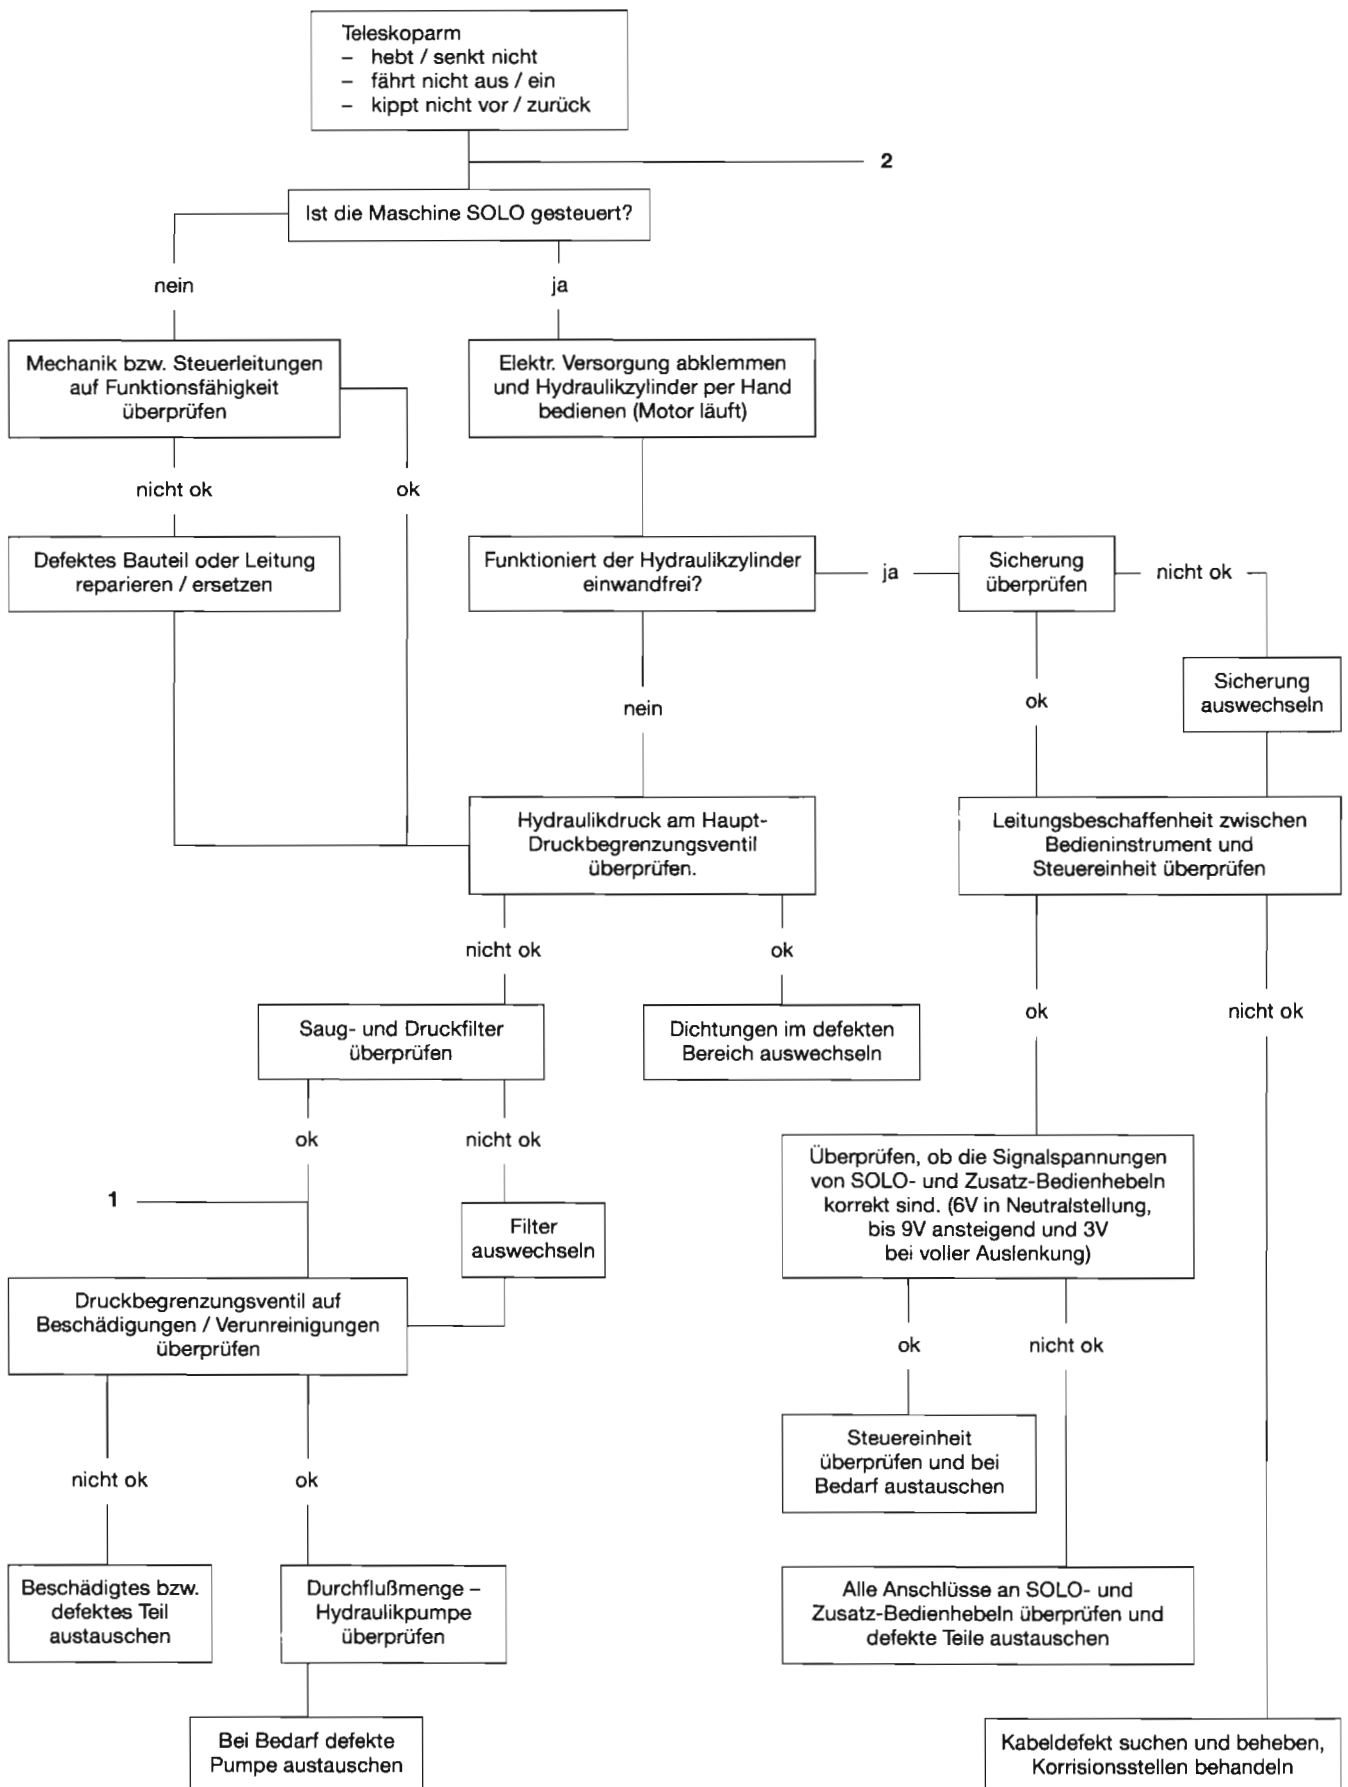 Teleskoparm
– hebt / senkt nicht
– fährt nicht aus / ein
– kippt nicht vor / zurück
2
Ist die Maschine SOLO gesteuert?
nein
ja
Mechanik bzw. Steuerleitungen
auf Funktionsfähigkeit
überprüfen
Elektr. Versorgung abklemmen
und Hydraulikzylinder per Hand
bedienen (Motor läuft)
nicht ok
ok
Defektes Bauteil oder Leitung
reparieren / ersetzen
Funktioniert der Hydraulikzylinder
einwandfrei?
ja
Sicherung
überprüfen
nicht ok
nein
ok
Sicherung
auswechseln
Hydraulikdruck am Haupt-
Druckbegrenzungsventil
überprüfen.
Leitungsbeschaffenheit zwischen
Bedieninstrument und
Steuereinheit überprüfen
nicht ok
ok
ok
nicht ok
Saug- und Druckfilter
überprüfen
Dichtungen im defekten
Bereich auswechseln
ok
nicht ok
Überprüfen, ob die Signalspannungen
von SOLO- und Zusatz-Bedienhebeln
korrekt sind. (6V in Neutralstellung,
bis 9V ansteigend und 3V
bei voller Auslenkung)
1
Filter
auswechseln
Druckbegrenzungsventil auf
Beschädigungen / Verunreinigungen
überprüfen
ok
nicht ok
Steuereinheit
überprüfen und bei
Bedarf austauschen
nicht ok
ok
Beschädigtes bzw.
defektes Teil
austauschen
Durchflußmenge –
Hydraulikpumpe
überprüfen
Alle Anschlüsse an SOLO- und
Zusatz-Bedienhebeln überprüfen und
defekte Teile austauschen
Bei Bedarf defekte
Pumpe austauschen
Kabeldefekt suchen und beheben,
Korrisionsstellen behandeln